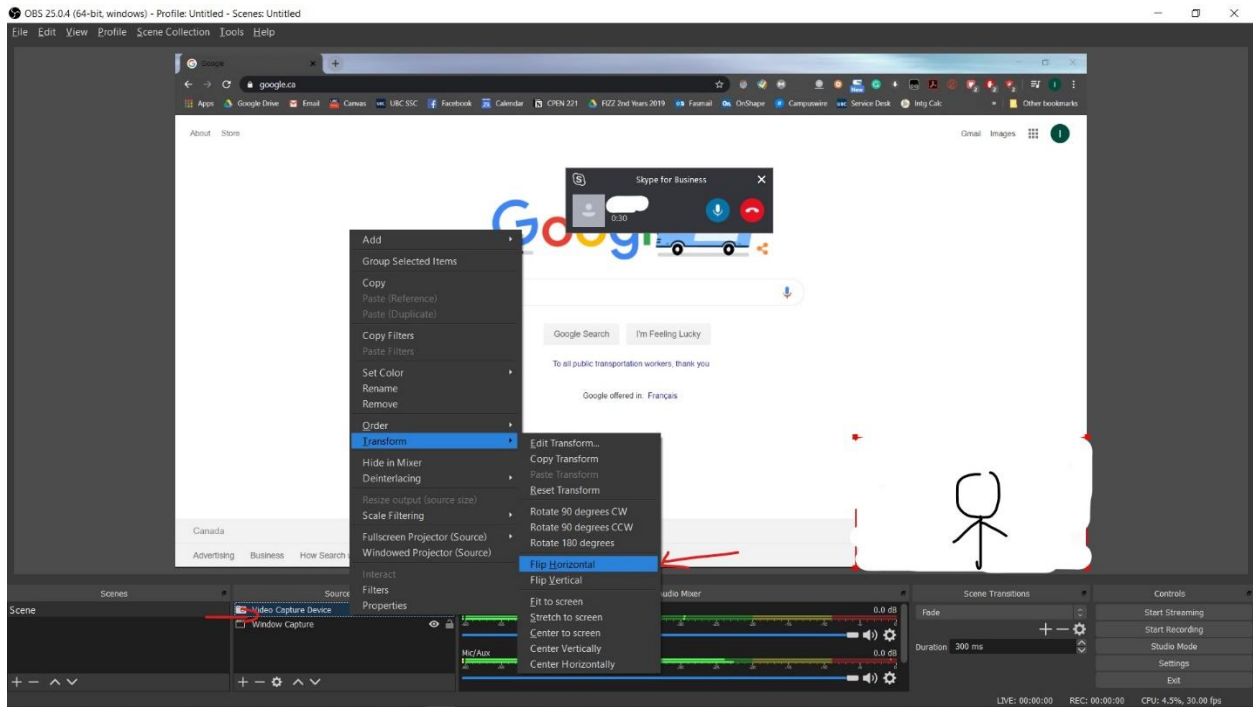 OBS 25.0.4 (64-bit, windows) - Profile: Untitled - Scenes: Untitled
File Edit View Profile Scene Collection Tools Help
Google
google.ca
Apps Google Drive Email Canvas UBC SSC Facebook Calendar CPEN 221 FIZZ 2nd Years 2019 Fasmail OnShape Campuswire Service Desk Intg Calc » Other bookmarks
About Store
Gmail Images I
Skype for Business
0:30
Google
Google Search I'm Feeling Lucky
To all public transportation workers, thank you
Google offered in: Français
Canada
Advertising Business How Search
Add
Group Selected Items
Copy
Paste (Reference)
Paste (Duplicate)
Copy Filters
Paste Filters
Set Color
Rename
Remove
Order
Transform
Hide in Mixer
Deinterlacing
Resize output (source size)
Scale Filtering
Fullscreen Projector (Source)
Windowed Projector (Source)
Interact
Filters
Properties
Edit Transform...
Copy Transform
Paste Transform
Reset Transform
Rotate 90 degrees CW
Rotate 90 degrees CCW
Rotate 180 degrees
Flip Horizontal
Flip Vertical
Fit to screen
Stretch to screen
Center to screen
Center Vertically
Center Horizontally
Scenes
Scene
Source
Video Capture Device
Window Capture
udio Mixer
0.0 dB
Mic/Aux
0.0 dB
Scene Transitions
Fade
Duration 300 ms
Controls
Start Streaming
Start Recording
Studio Mode
Settings
Exit
LIVE: 00:00:00 REC: 00:00:00 CPU: 4.5%, 30.00 fps